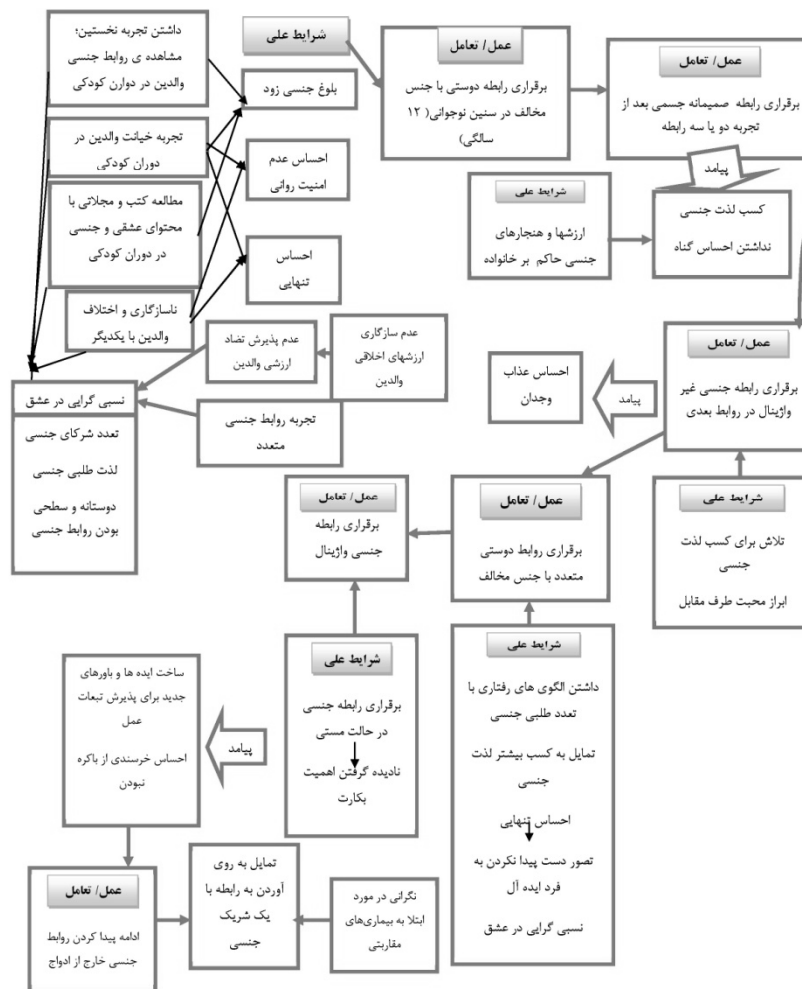 داشتن تجربه نخستین؛
مشاهده ی روابط جنسی
والدین در دوارن کودکی
تجربه خیانت والدین در
دوران کودکی
مطالعه کتب و مجلاتی با
محتوای عشقی و جنسی
در دوران کودکی
ناسازگاری و اختلاف
والدین با یکدیگر
شرایط علی
بلوغ جنسی زود
احساس عدم
امنیت روانی
احساس
تنهایی
عمل/ تعامل
برقراری رابطه دوستی با جنس
مخالف در سنین نوجوانی( ۱۲
سالگی)
عمل/ تعامل
برقراری رابطه صمیمانه جسمی بعد از
تجربه دو یا سه رابطه
پیامد
شرایط علی
ارزشها و هنجارهای
جنسی حاکم بر خانواده
کسب لذت جنسی
نداشتن احساس گناه
عدم پذیرش تضاد
ارزشی والدین
عدم سازگاری
ارزشهای اخلاقی
والدین
تجربه روابط جنسی
متعدد
نسبی گرایی در عشق
تعدد شرکای جنسی
لذت طلبی جنسی
دوستانه و سطحی
بودن روابط جنسی
عمل/ تعامل
برقراری رابطه جنسی غیر
واژینال در روابط بعدی
پیامد
احساس عذاب
وجدان
شرایط علی
تلاش برای کسب لذت
جنسی
ابراز محبت طرف مقابل
عمل/ تعامل
برقراری روابط دوستی
متعدد با جنس مخالف
شرایط علی
داشتن الگوی های رفتاری با
تعدد طلبی جنسی
تمایل به کسب بیشتر لذت
جنسی
احساس تنهایی
تصور دست پیدا نکردن به
فرد ایده آل
نسبی گرایی در عشق
عمل/ تعامل
برقراری رابطه
جنسی واژینال
شرایط علی
برقراری رابطه جنسی
در حالت مستی
نادیده گرفتن اهمیت
بکارت
پیامد
ساخت ایده ها و باورهای
جدید برای پذیرش تبعات
عمل
احساس خرسندی از باکره
نبودن
عمل/ تعامل
ادامه پیدا کردن روابط
جنسی خارج از ازدواج
تمایل به روی
آوردن به رابطه با
یک شریک
جنسی
نگرانی در مورد
ابتلا به بیماری‌های
مقاربتی